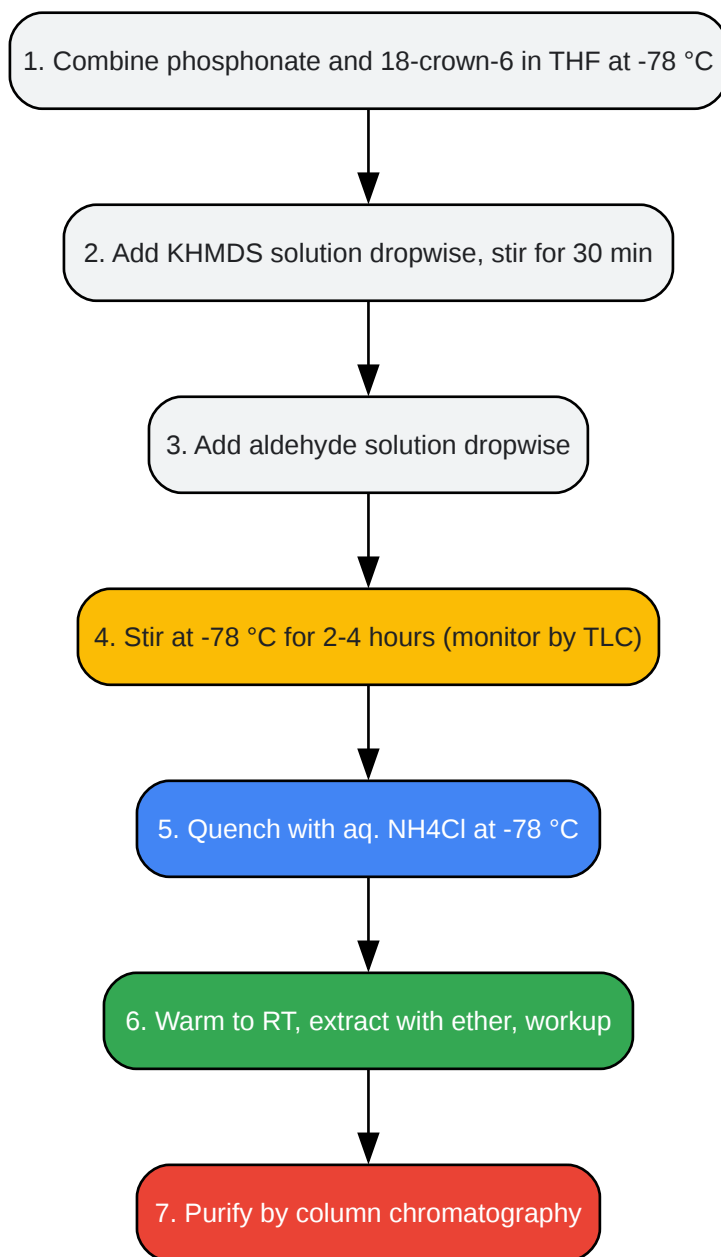 1. Combine phosphonate and 18-crown-6 in THF at -78 °C
2. Add KHMDS solution dropwise, stir for 30 min
3. Add aldehyde solution dropwise
4. Stir at -78 °C for 2-4 hours (monitor by TLC)
5. Quench with aq. NH4Cl at -78 °C
6. Warm to RT, extract with ether, workup
7. Purify by column chromatography